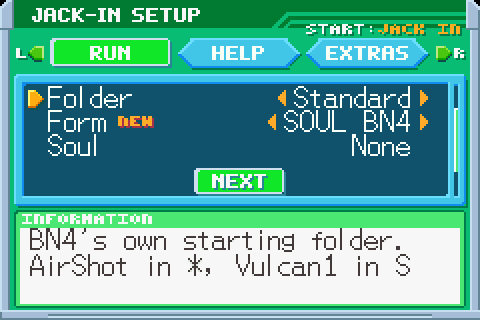 JACK-IN SETUP
START:JACK IN
L RUN HELP EXTRAS R
Folder Standard
Form NEW SOUL BN4
Soul None
NEXT
INFORMATION
BN4's own starting folder.
AirShot in *, Vulcan1 in S